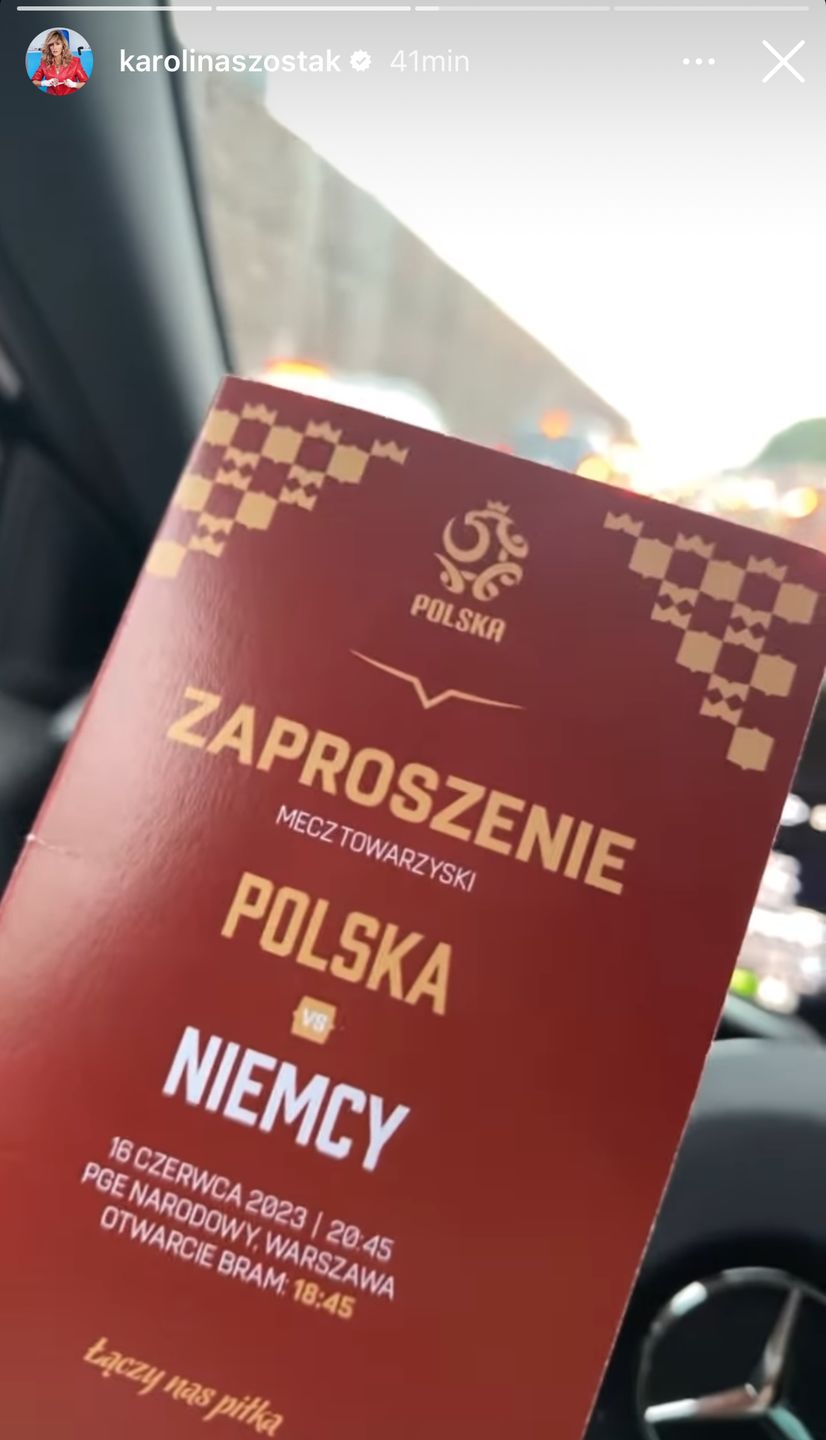 karolinaszostak 41min
POLSKA
ZAPROSZENIE
MECZ TOWARZYSKI
POLSKA
VS
NIEMCY
16 CZERWCA 2023 | 20:45
PGE NARODOWY, WARSZAWA
OTWARCIE BRAM: 18:45
Łączy nas piłka